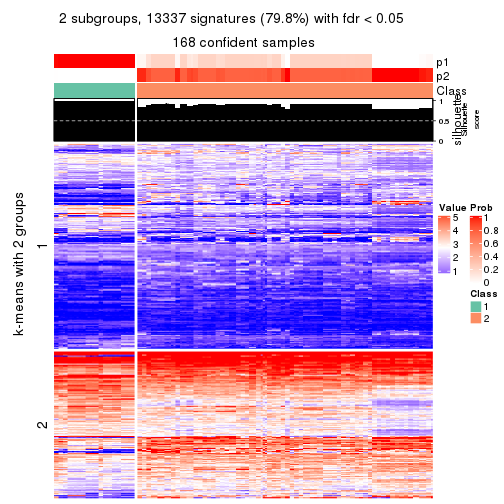 2 subgroups, 13337 signatures (79.8%) with fdr < 0.05
168 confident samples
p1
p2
Class
silhouette
Silhouette
score
1
0.5
0
k-means with 2 groups
1
2
Value
5
4
3
2
1
Prob
1
0.8
0.6
0.4
0.2
0
Class
1
2